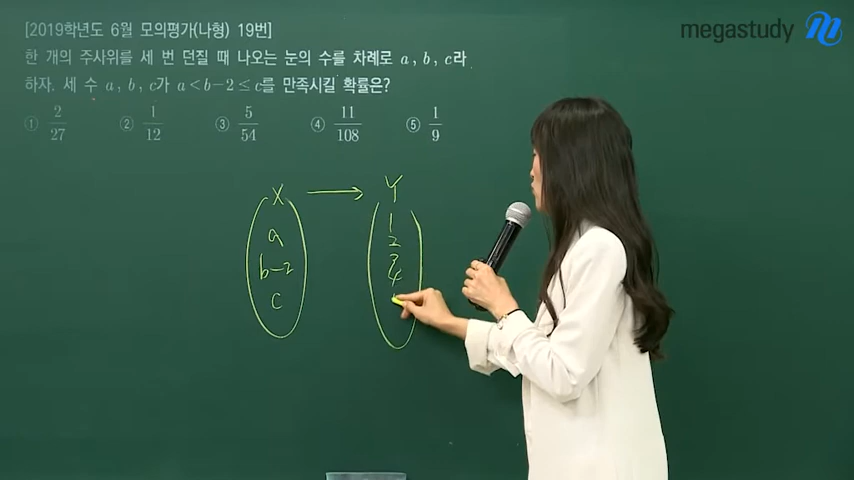 [2019학년도 6월 모의평가(나형) 19번]
megastudy
한 개의 주사위를 세 번 던질 때 나오는 눈의 수를 차례로 a, b, c라
하자. 세 수 a, b, c가 a < b-2 ≤ c를 만족시킬 확률은?
① 2/27 ② 1/12 ③ 5/54 ④ 11/108 ⑤ 1/9
X → Y
a
b-2
c
1
2
3
4